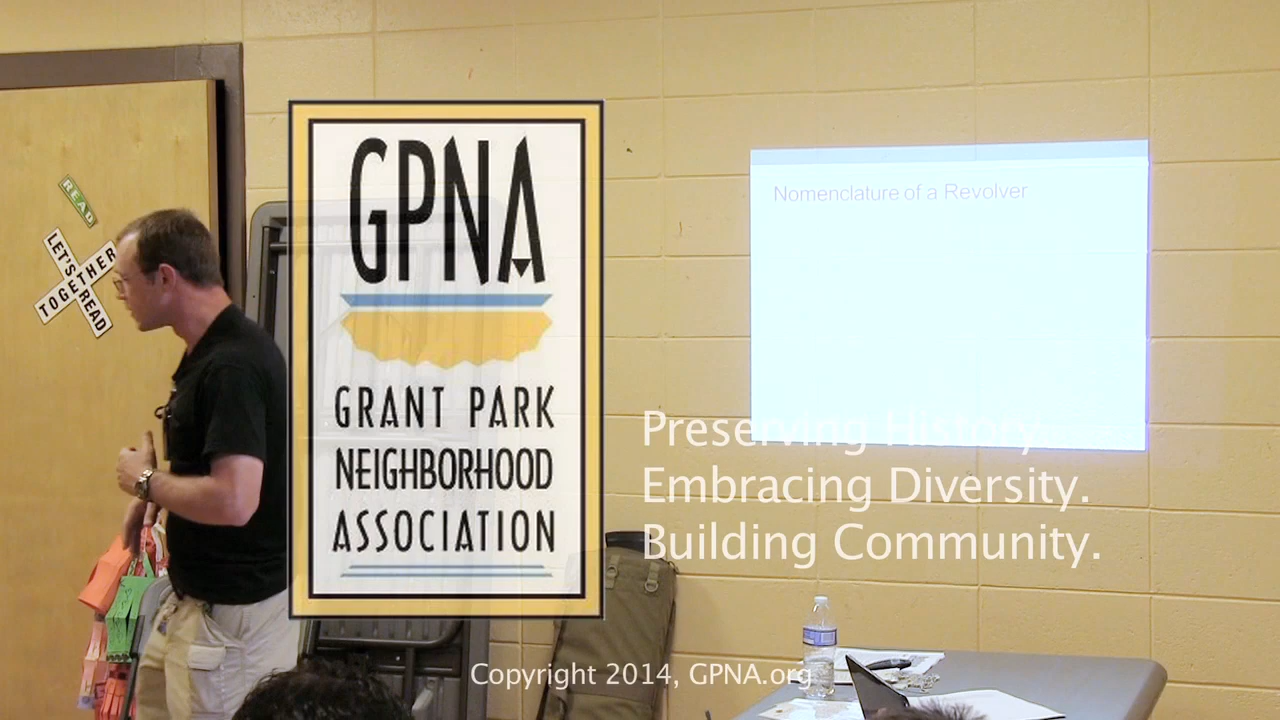 READ
LET'S
TOGETHER
READ
GPNA
GRANT PARK
NEIGHBORHOOD
ASSOCIATION
Nomenclature of a Revolver
Preserving History.
Embracing Diversity.
Building Community.
Copyright 2014, GPNA.org